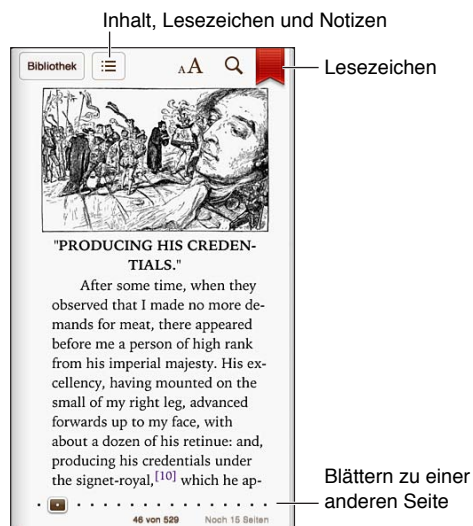 Inhalt, Lesezeichen und Notizen
Bibliothek
AA
Lesezeichen
"PRODUCING HIS CREDEN-
TIALS."
After some time, when they
observed that I made no more de-
mands for meat, there appeared
before me a person of high rank
from his imperial majesty. His ex-
cellency, having mounted on the
small of my right leg, advanced
forwards up to my face, with
about a dozen of his retinue: and,
producing his credentials under
the signet-royal,[10] which he ap-
Blättern zu einer
anderen Seite
46 von 529
Noch 15 Seiten